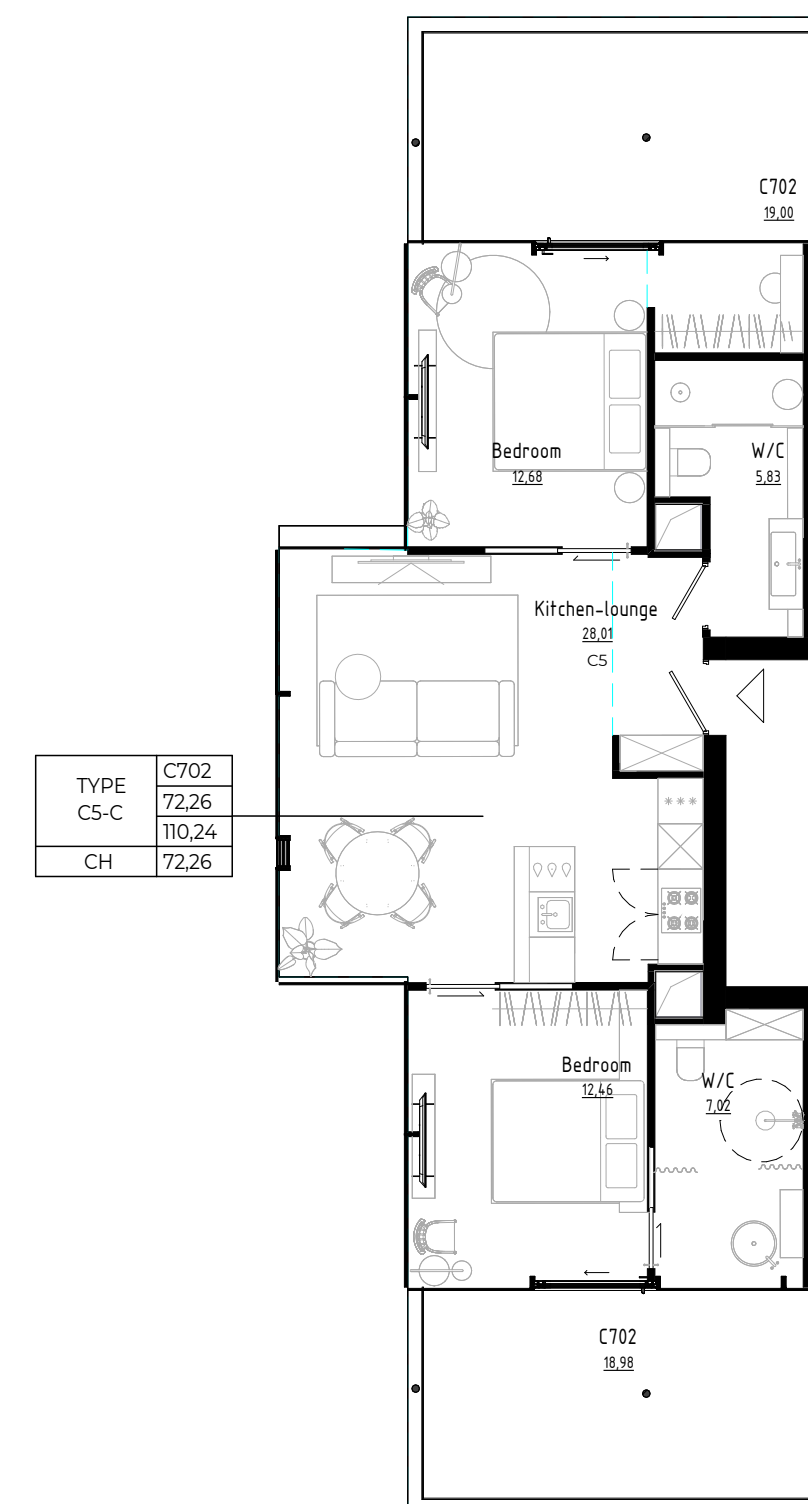 C702
19,00
Bedroom
12,68
W/C
5,83
Kitchen-lounge
28,01
C5
TYPE
C5-C
C702
72,26
110,24
CH
72,26
Bedroom
12,46
W/C
7,02
C702
18,98